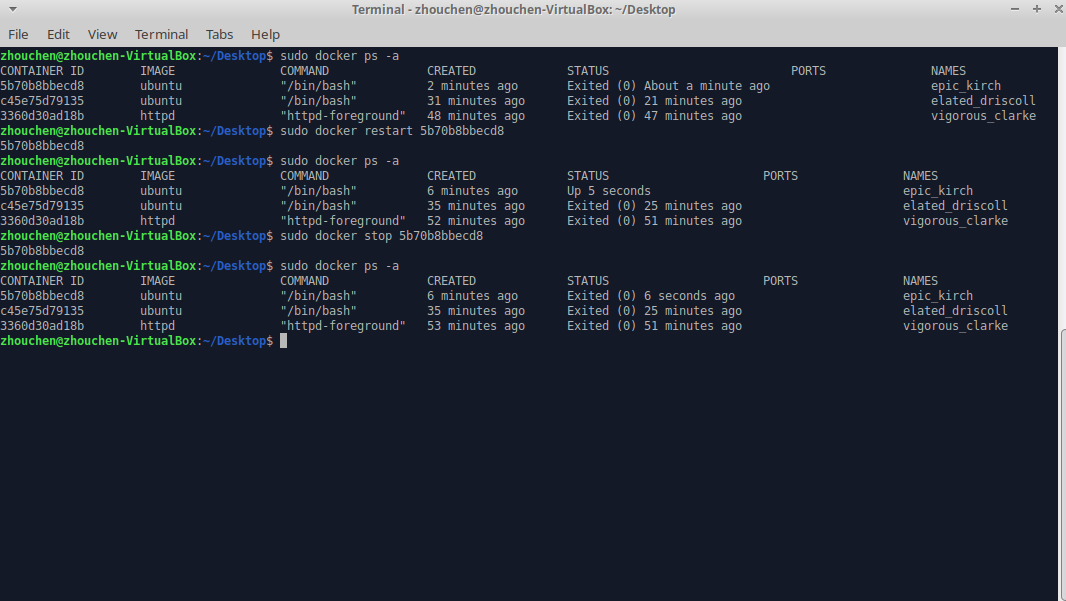 Terminal - zhouchen@zhouchen-VirtualBox: ~/Desktop
File Edit View Terminal Tabs Help
zhouchen@zhouchen-VirtualBox:~/Desktop$ sudo docker ps -a
CONTAINER ID IMAGE COMMAND CREATED STATUS PORTS NAMES
5b70b8bbecd8 ubuntu "/bin/bash" 2 minutes ago Exited (0) About a minute ago epic_kirch
c45e75d79135 ubuntu "/bin/bash" 31 minutes ago Exited (0) 21 minutes ago elated_driscoll
3360d30ad18b httpd "httpd-foreground" 48 minutes ago Exited (0) 47 minutes ago vigorous_clarke
zhouchen@zhouchen-VirtualBox:~/Desktop$ sudo docker restart 5b70b8bbecd8
5b70b8bbecd8
zhouchen@zhouchen-VirtualBox:~/Desktop$ sudo docker ps -a
CONTAINER ID IMAGE COMMAND CREATED STATUS PORTS NAMES
5b70b8bbecd8 ubuntu "/bin/bash" 6 minutes ago Up 5 seconds epic_kirch
c45e75d79135 ubuntu "/bin/bash" 35 minutes ago Exited (0) 25 minutes ago elated_driscoll
3360d30ad18b httpd "httpd-foreground" 52 minutes ago Exited (0) 51 minutes ago vigorous_clarke
zhouchen@zhouchen-VirtualBox:~/Desktop$ sudo docker stop 5b70b8bbecd8
5b70b8bbecd8
zhouchen@zhouchen-VirtualBox:~/Desktop$ sudo docker ps -a
CONTAINER ID IMAGE COMMAND CREATED STATUS PORTS NAMES
5b70b8bbecd8 ubuntu "/bin/bash" 6 minutes ago Exited (0) 6 seconds ago epic_kirch
c45e75d79135 ubuntu "/bin/bash" 35 minutes ago Exited (0) 25 minutes ago elated_driscoll
3360d30ad18b httpd "httpd-foreground" 53 minutes ago Exited (0) 51 minutes ago vigorous_clarke
zhouchen@zhouchen-VirtualBox:~/Desktop$